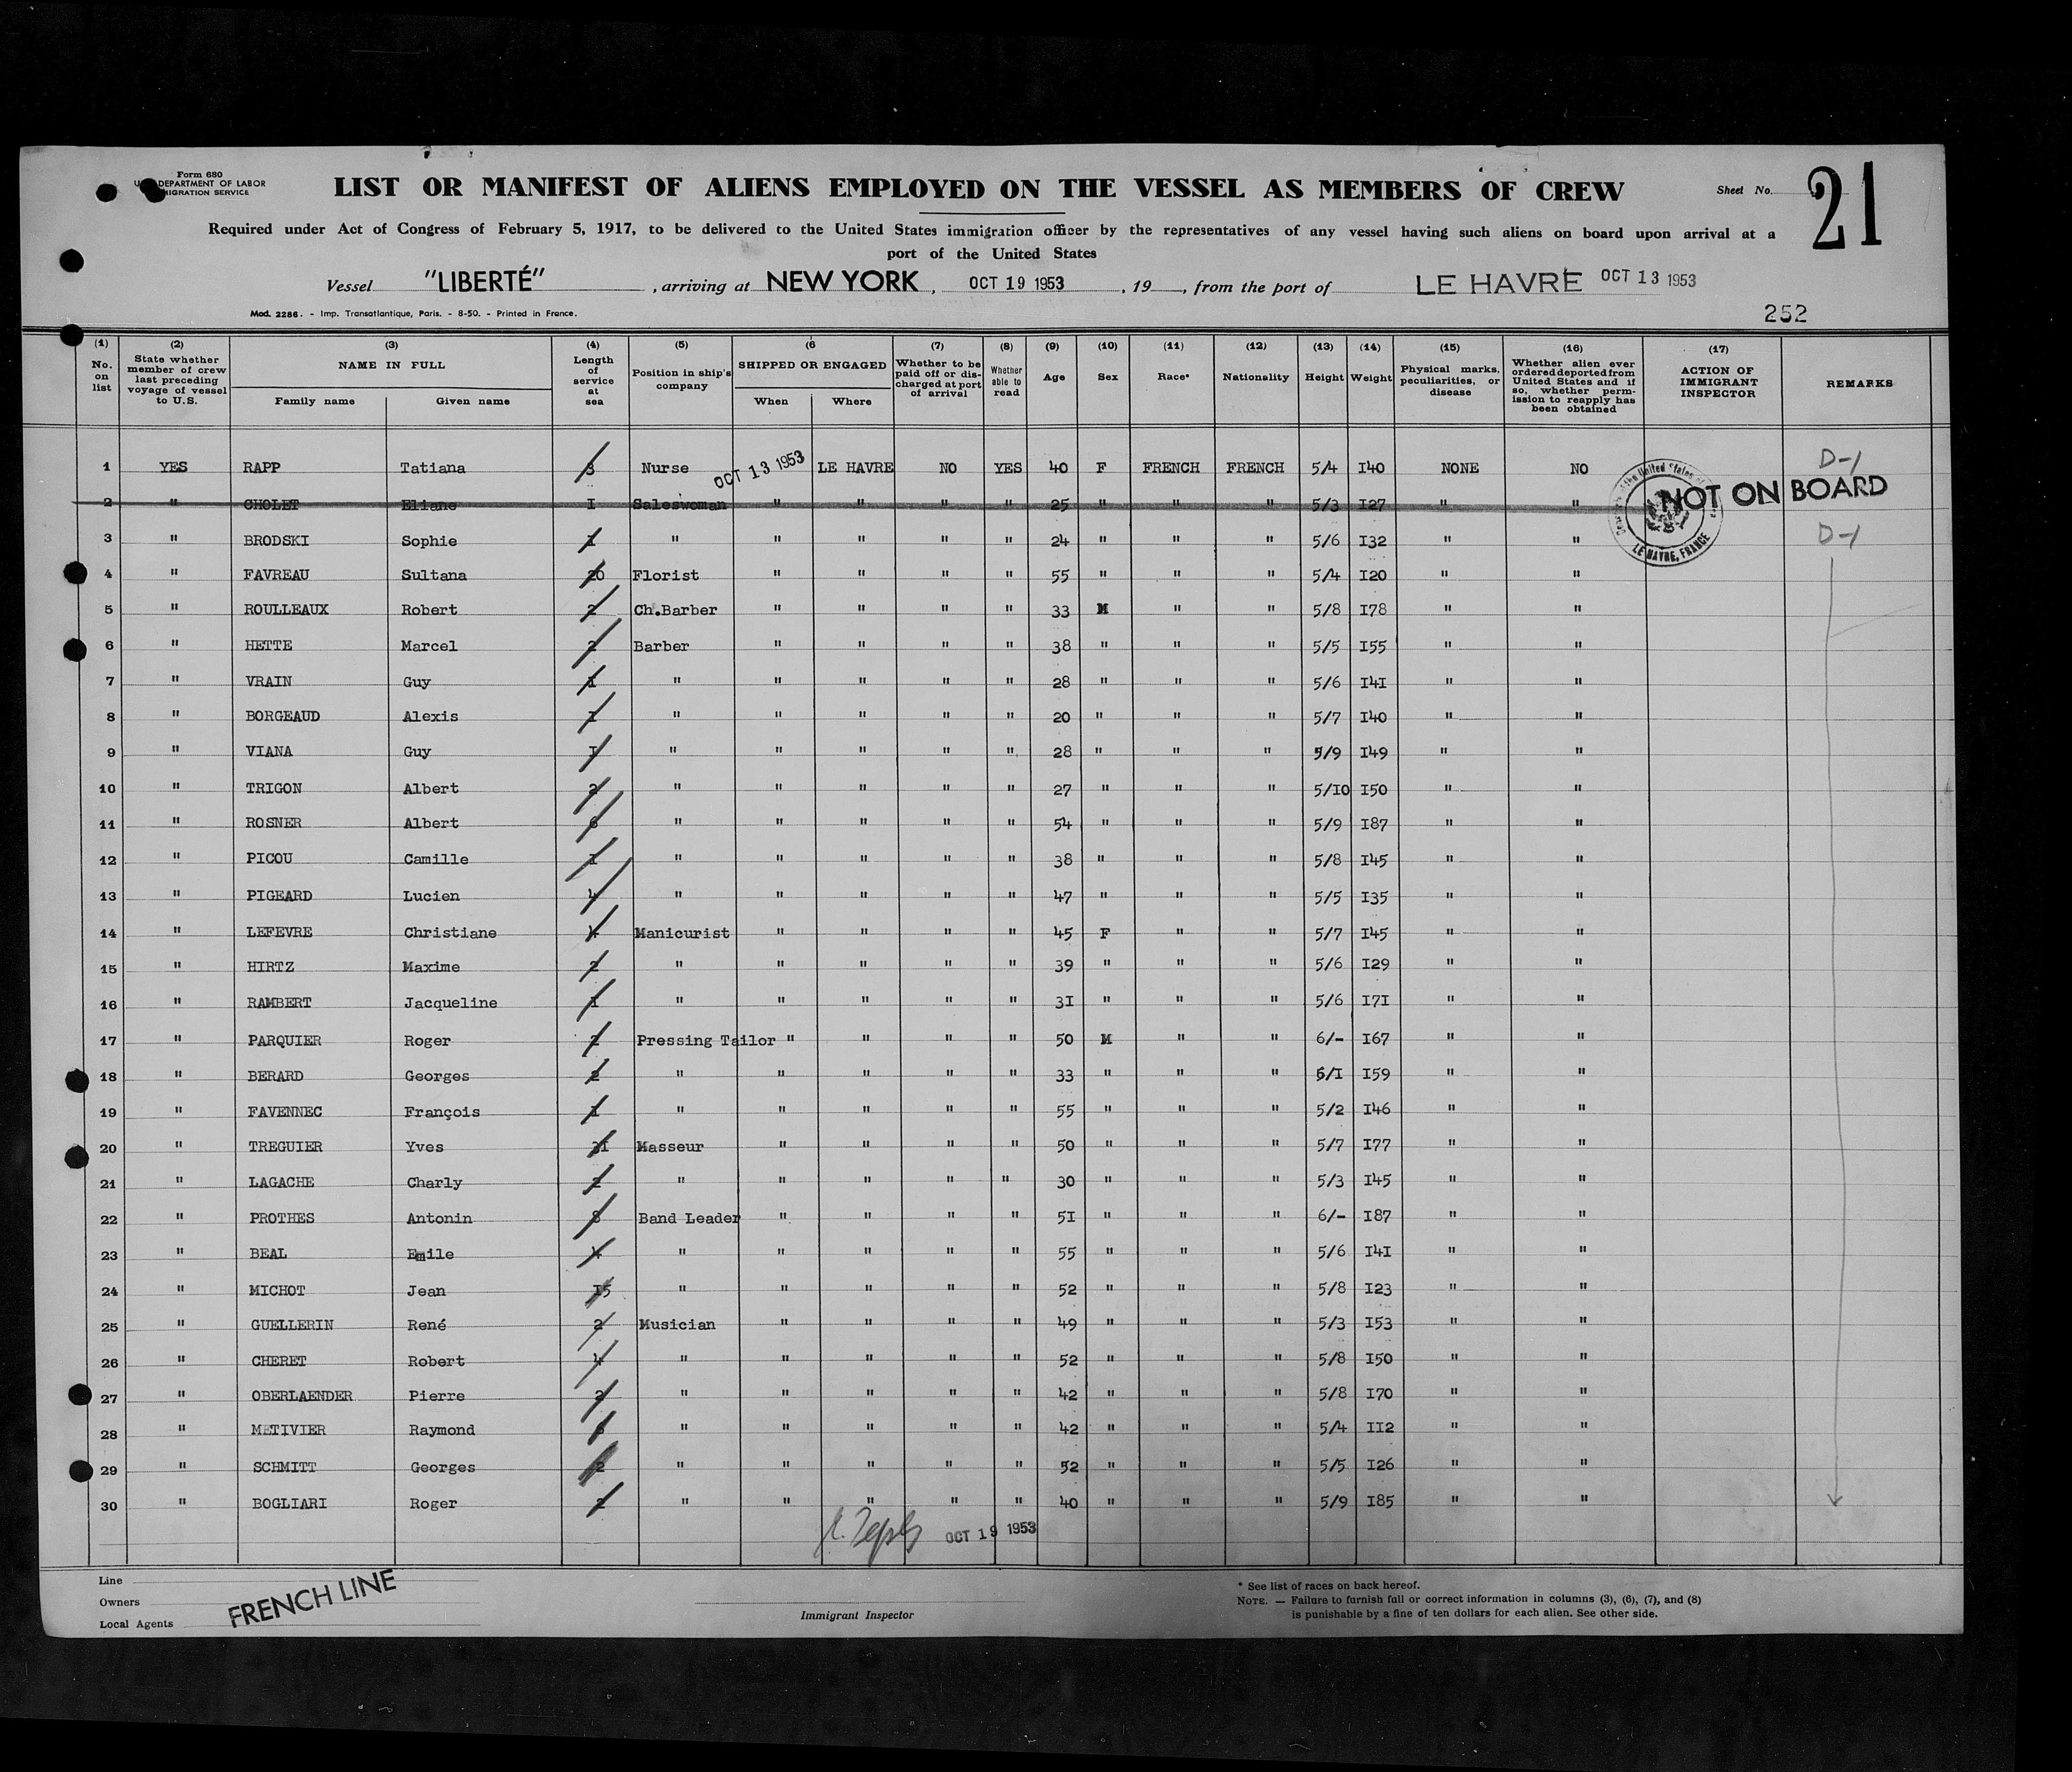 Form 680
DEPARTMENT OF LABOR
IMMIGRATION SERVICE
LIST OR MANIFEST OF ALIENS EMPLOYED ON THE VESSEL AS MEMBERS OF CREW
Sheet No. 21
Required under Act of Congress of February 5, 1917, to be delivered to the United States immigration officer by the representatives of any vessel having such aliens on board upon arrival at a
port of the United States
Vessel "LIBERTÉ", arriving at NEW YORK, OCT 19 1953, 19, from the port of LE HAVRE OCT 13 1953
Mod. 2286. - Imp. Transatlantique, Paris. - 8-50. - Printed in France.
252
(1) No. on list (2) State whether member of crew last preceding voyage of vessel to U.S. (3) NAME IN FULL Family name Given name (4) Length of service at sea (5) Position in ship's company (6 SHIPPED OR ENGAGED When Where (7) Whether to be paid off or discharged at port of arrival (8) Whether able to read (9) Age (10) Sex (11) Race* (12) Nationality (13) Height (14) Weight (15) Physical marks, peculiarities, or disease (16) Whether alien ever ordered deported from United States and if so, whether permission to reapply has been obtained (17) ACTION OF IMMIGRANT INSPECTOR REMARKS
1 YES RAPP Tatiana 3 Nurse OCT 13 1953 LE HAVRE NO YES 40 F FRENCH FRENCH 5/4 I40 NONE NO D-1
2 " CHOLET Eliane I Saleswoman " " " " 25 " " " 5/3 I27 " " NOT ON BOARD
LE HAVRE, FRANCE
3 " BRODSKI Sophie I " " " " " 24 " " " 5/6 I32 " " D-1
4 " FAVREAU Sultana 20 Florist " " " " 55 " " " 5/4 I20 " "
5 " ROULLEAUX Robert 2 Ch.Barber " " " " 33 M " " 5/8 I78 " "
6 " HETTE Marcel 2 Barber " " " " 38 " " " 5/5 I55 " "
7 " VRAIN Guy I " " " " " 28 " " " 5/6 I4I " "
8 " BORGEAUD Alexis I " " " " " 20 " " " 5/7 I40 " "
9 " VIANA Guy I " " " " " 28 " " " 5/9 I49 " "
10 " TRIGON Albert 2 " " " " " 27 " " " 5/I0 I50 " "
11 " ROSNER Albert 6 " " " " " 54 " " " 5/9 I87 " "
12 " PICOU Camille I " " " " " 38 " " " 5/8 I45 " "
13 " PIGEARD Lucien 4 " " " " " 47 " " " 5/5 I35 " "
14 " LEFEVRE Christiane 4 Manicurist " " " " 45 F " " 5/7 I45 " "
15 " HIRTZ Maxime 2 " " " " " 39 " " " 5/6 I29 " "
16 " RAMBERT Jacqueline I " " " " " 3I " " " 5/6 I7I " "
17 " PARQUIER Roger 2 Pressing Tailor " " " " 50 M " " 6/- I67 " "
18 " BERARD Georges 2 " " " " " 33 " " " 6/I I59 " "
19 " FAVENNEC François I " " " " " 55 " " " 5/2 I46 " "
20 " TREGUIER Yves Masseur " " " " 50 " " " 5/7 I77 " "
21 " LAGACHE Charly 2 " " " " " 30 " " " 5/3 I45 " "
22 " PROTHES Antonin 8 Band Leader " " " " 5I " " " 6/- I87 " "
23 " BEAL Emile 4 " " " " " 55 " " " 5/6 I4I " "
24 " MICHOT Jean I5 " " " " " 52 " " " 5/8 I23 " "
25 " GUELLERIN René 2 Musician " " " " 49 " " " 5/3 I53 " "
26 " CHERET Robert 4 " " " " " 52 " " " 5/8 I50 " "
27 " OBERLAENDER Pierre 2 " " " " " 42 " " " 5/8 I70 " "
28 " METIVIER Raymond " " " " " 42 " " " 5/4 II2 " "
29 " SCHMITT Georges 2 " " " " " 52 " " " 5/5 I26 " "
30 " BOGLIARI Roger 2 " " " " " 40 " " " 5/9 I85 " "
OCT 19 1953
Line
Owners
Local Agents
FRENCH LINE
Immigrant Inspector
* See list of races on back hereof.
NOTE. — Failure to furnish full or correct information in columns (3), (6), (7), and (8)
is punishable by a fine of ten dollars for each alien. See other side.